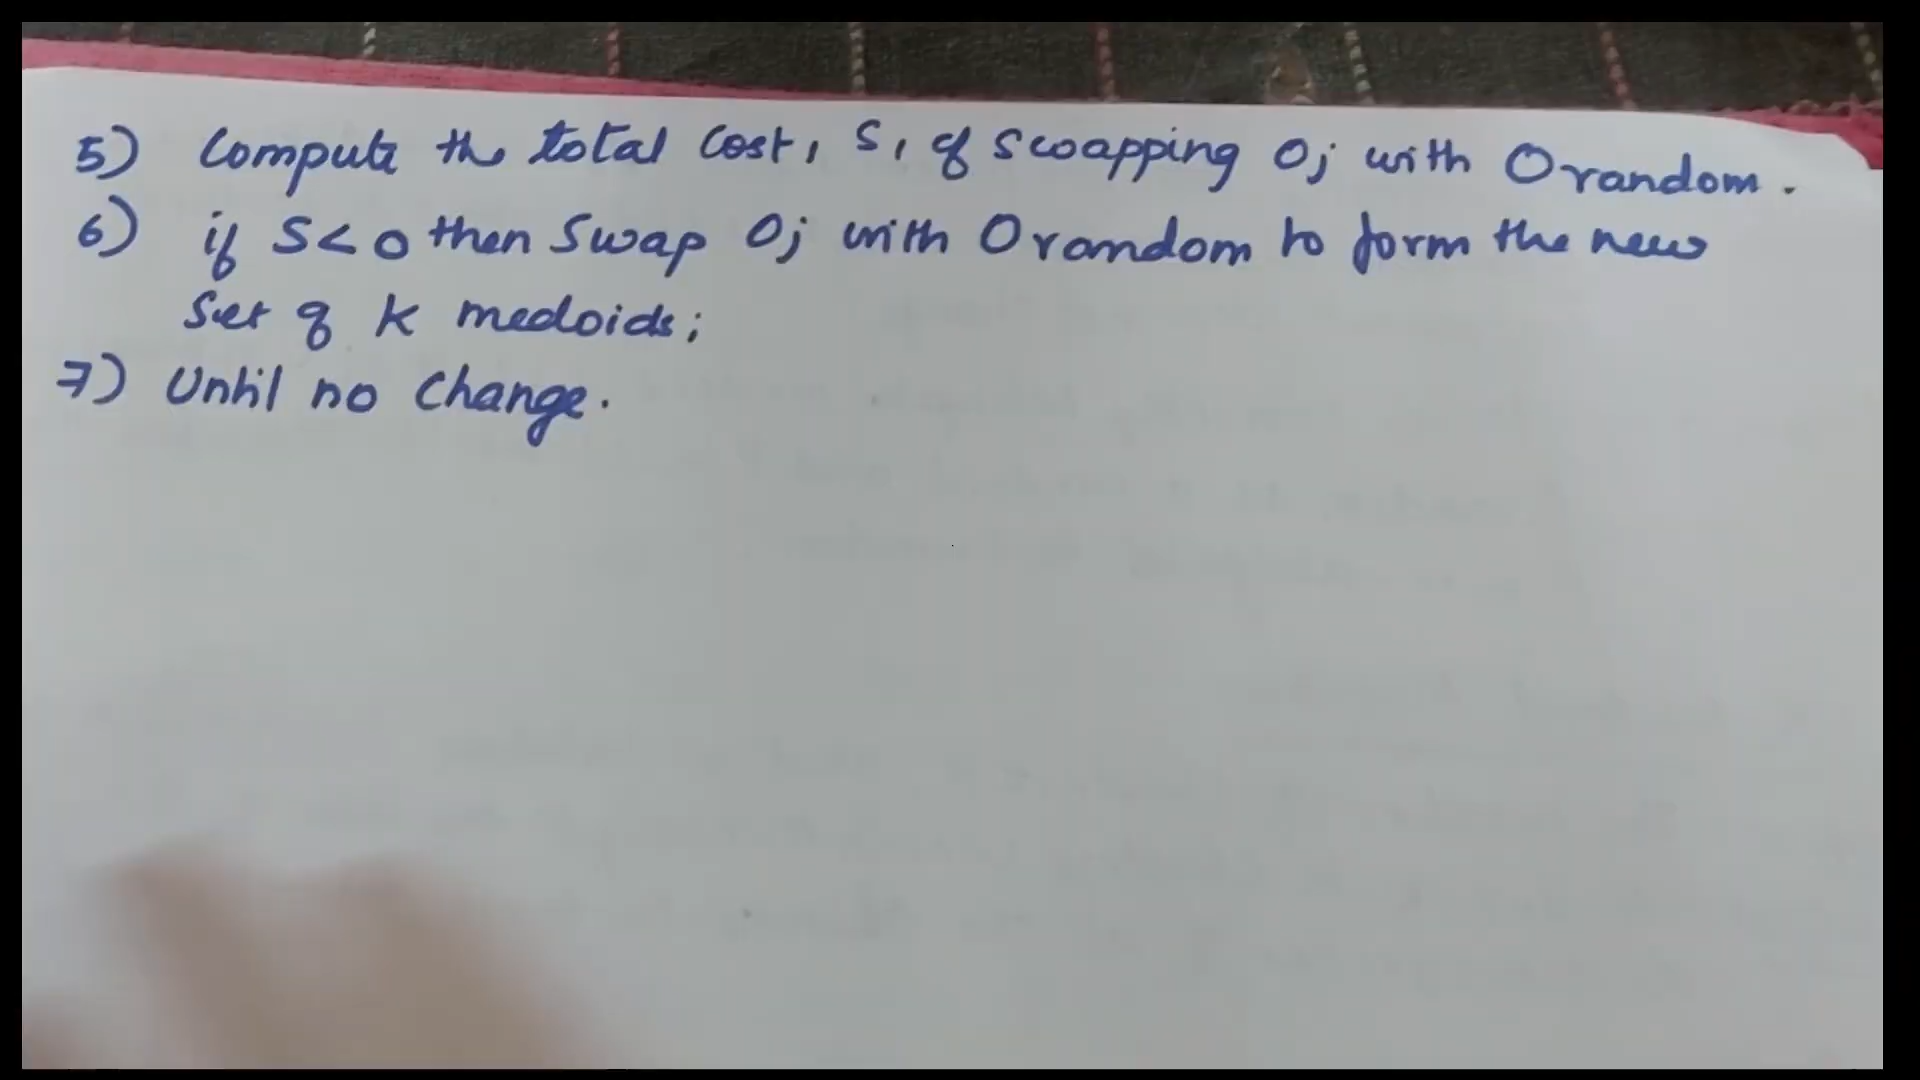 5) Compute the total cost, S, of swapping Oj with Orandom.
6) if S<0 then swap Oj with Orandom to form the new
Set of K medoids;
7) Until no change.